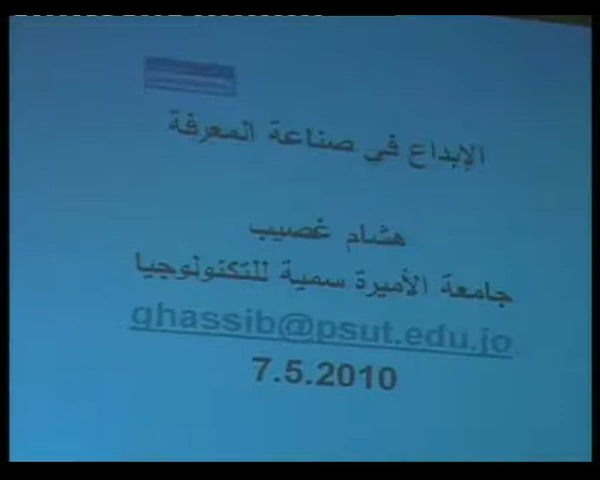 الإبداع في صناعة المعرفة
هشام غصيب
جامعة الأميرة سمية للتكنولوجيا
ghassib@psut.edu.jo
7.5.2010